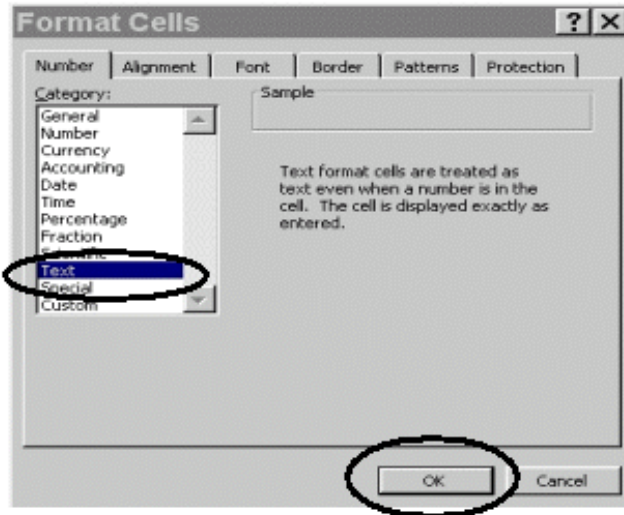 Format Cells
? X
Number Alignment Font Border Patterns Protection
Category:
Sample
General
Number
Currency
Accounting
Date
Time
Percentage
Fraction
Scientific
Text
Special
Custom
Text format cells are treated as
text even when a number is in the
cell. The cell is displayed exactly as
entered.
OK Cancel